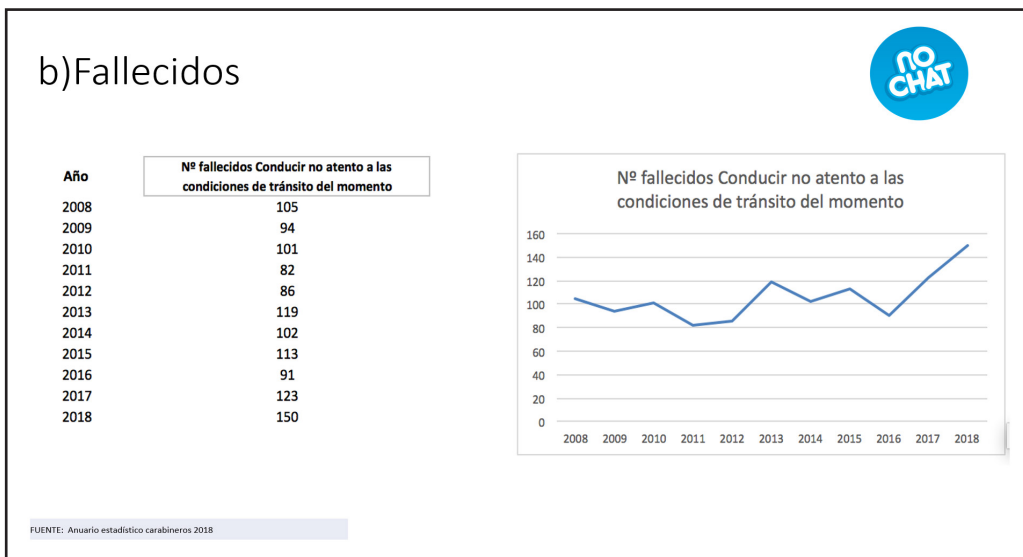 b)Fallecidos
NO
CHAT
Año Nº fallecidos Conducir no atento a las
condiciones de tránsito del momento
2008 105
2009 94
2010 101
2011 82
2012 86
2013 119
2014 102
2015 113
2016 91
2017 123
2018 150
Nº fallecidos Conducir no atento a las
condiciones de tránsito del momento
160
140
120
100
80
60
40
20
0
2008 2009 2010 2011 2012 2013 2014 2015 2016 2017 2018
FUENTE: Anuario estadístico carabineros 2018